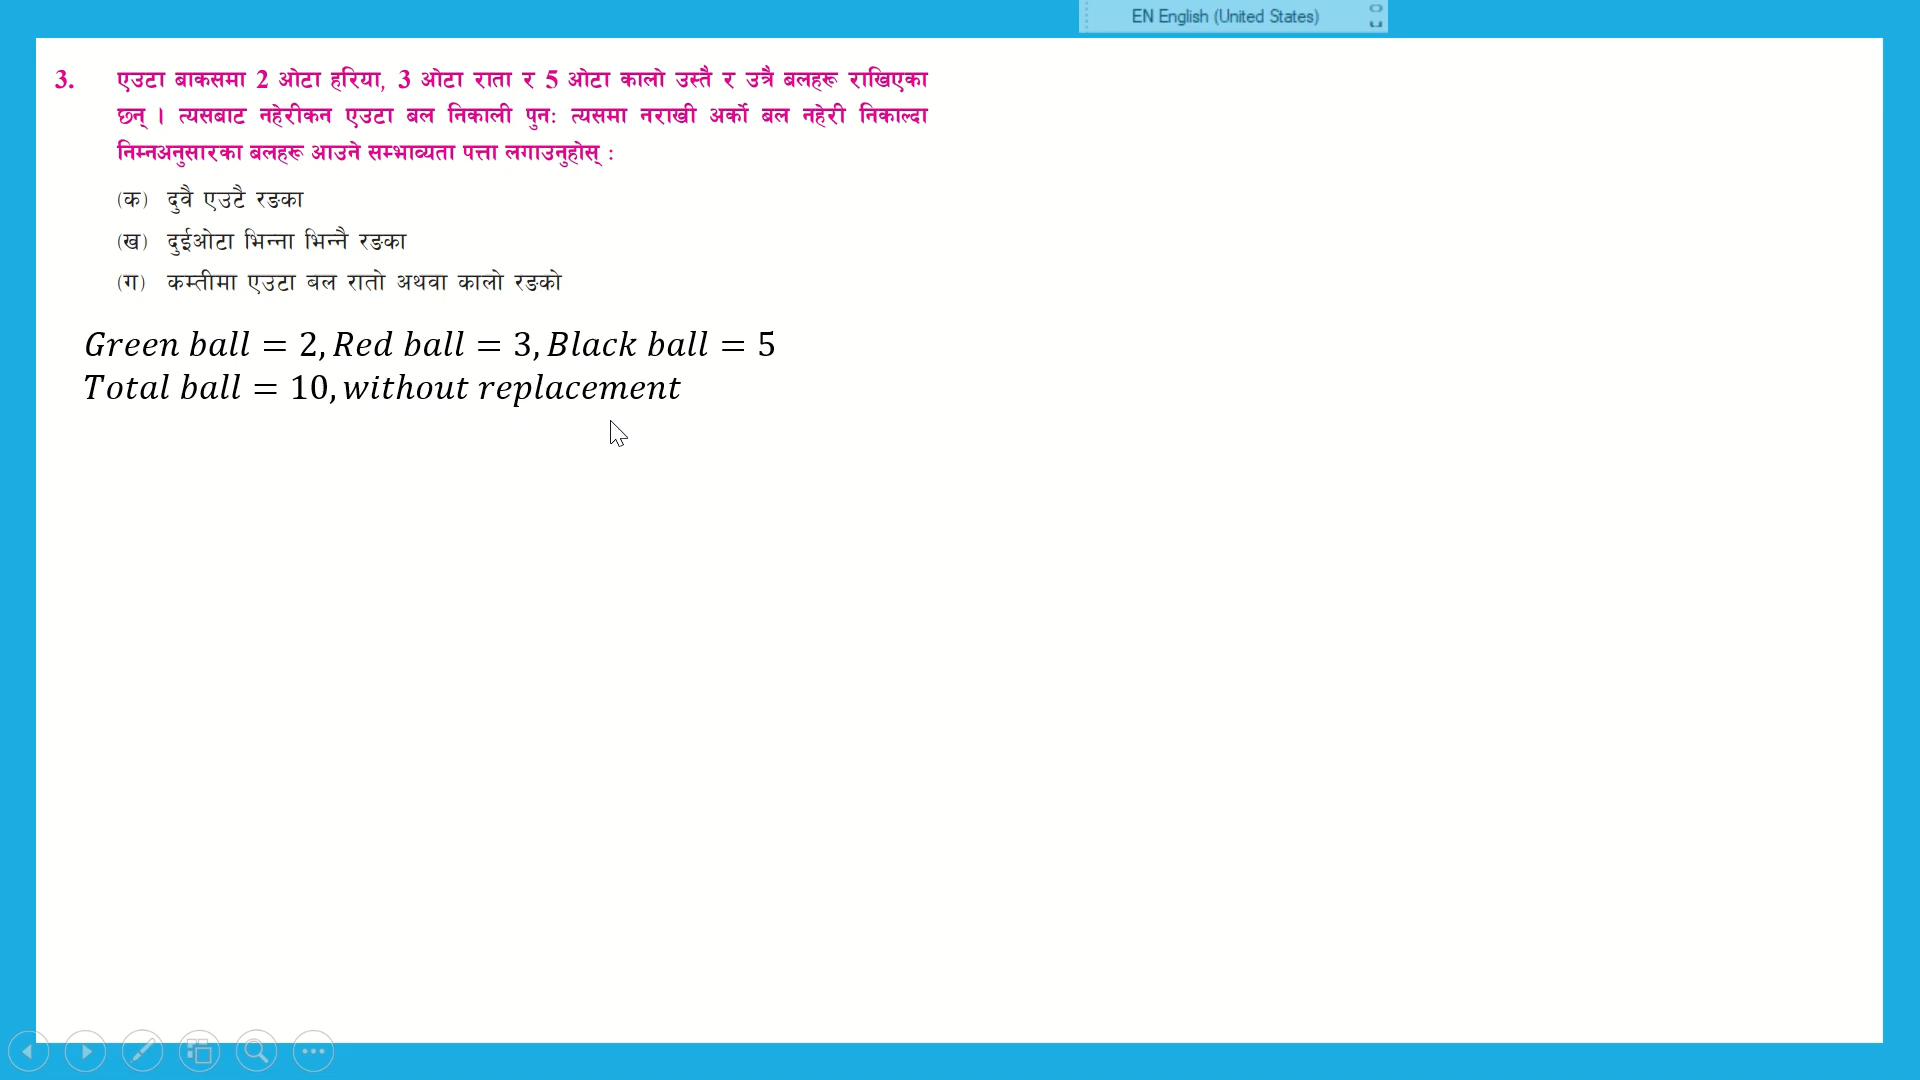 EN English (United States)
3. एउटा बाकसमा 2 ओटा हरिया, 3 ओटा राता र 5 ओटा कालो उस्तै र उत्रै बलहरू राखिएका
छन् । त्यसबाट नहेरीकन एउटा बल निकाली पुनः त्यसमा नराखी अर्को बल नहेरी निकाल्दा
निम्नअनुसारका बलहरू आउने सम्भाव्यता पत्ता लगाउनुहोस् :
(क) दुवै एउटै रङका
(ख) दुईओटा भिन्ना भिन्नै रङका
(ग) कम्तीमा एउटा बल रातो अथवा कालो रङको
Green ball = 2, Red ball = 3, Black ball = 5
Total ball = 10, without replacement